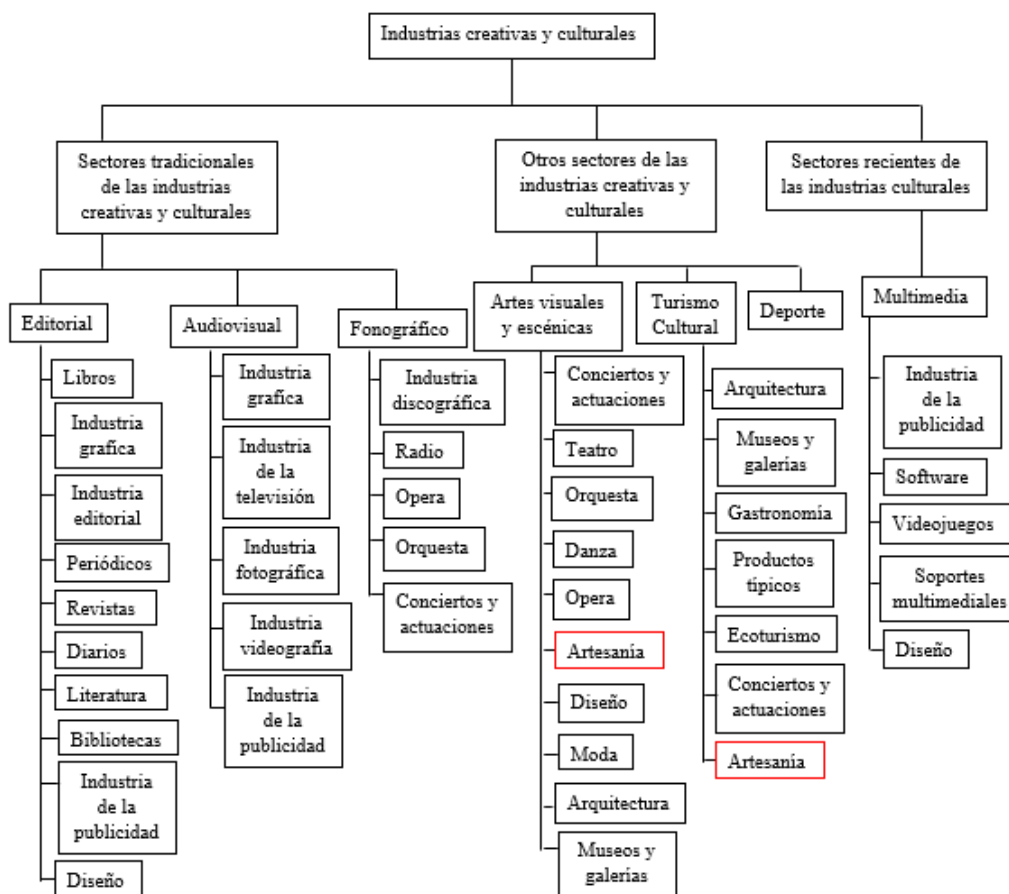 Industrias creativas y culturales
Sectores tradicionales
de las industrias
creativas y culturales
Otros sectores de las
industrias creativas y
culturales
Sectores recientes de
las industrias culturales
Editorial
Libros
Industria
grafica
Industria
editorial
Periódicos
Revistas
Diarios
Literatura
Bibliotecas
Industria
de la
publicidad
Diseño
Audiovisual
Industria
grafica
Industria
de la
televisión
Industria
fotográfica
Industria
videografía
Industria
de la
publicidad
Fonográfico
Industria
discográfica
Radio
Opera
Orquesta
Conciertos y
actuaciones
Artes visuales
y escénicas
Conciertos y
actuaciones
Teatro
Orquesta
Danza
Opera
Artesanía
Diseño
Moda
Arquitectura
Museos y
galerías
Turismo
Cultural
Arquitectura
Museos y
galerías
Gastronomía
Productos
típicos
Ecoturismo
Conciertos y
actuaciones
Artesanía
Deporte
Multimedia
Industria
de la
publicidad
Software
Videojuegos
Soportes
multimediales
Diseño